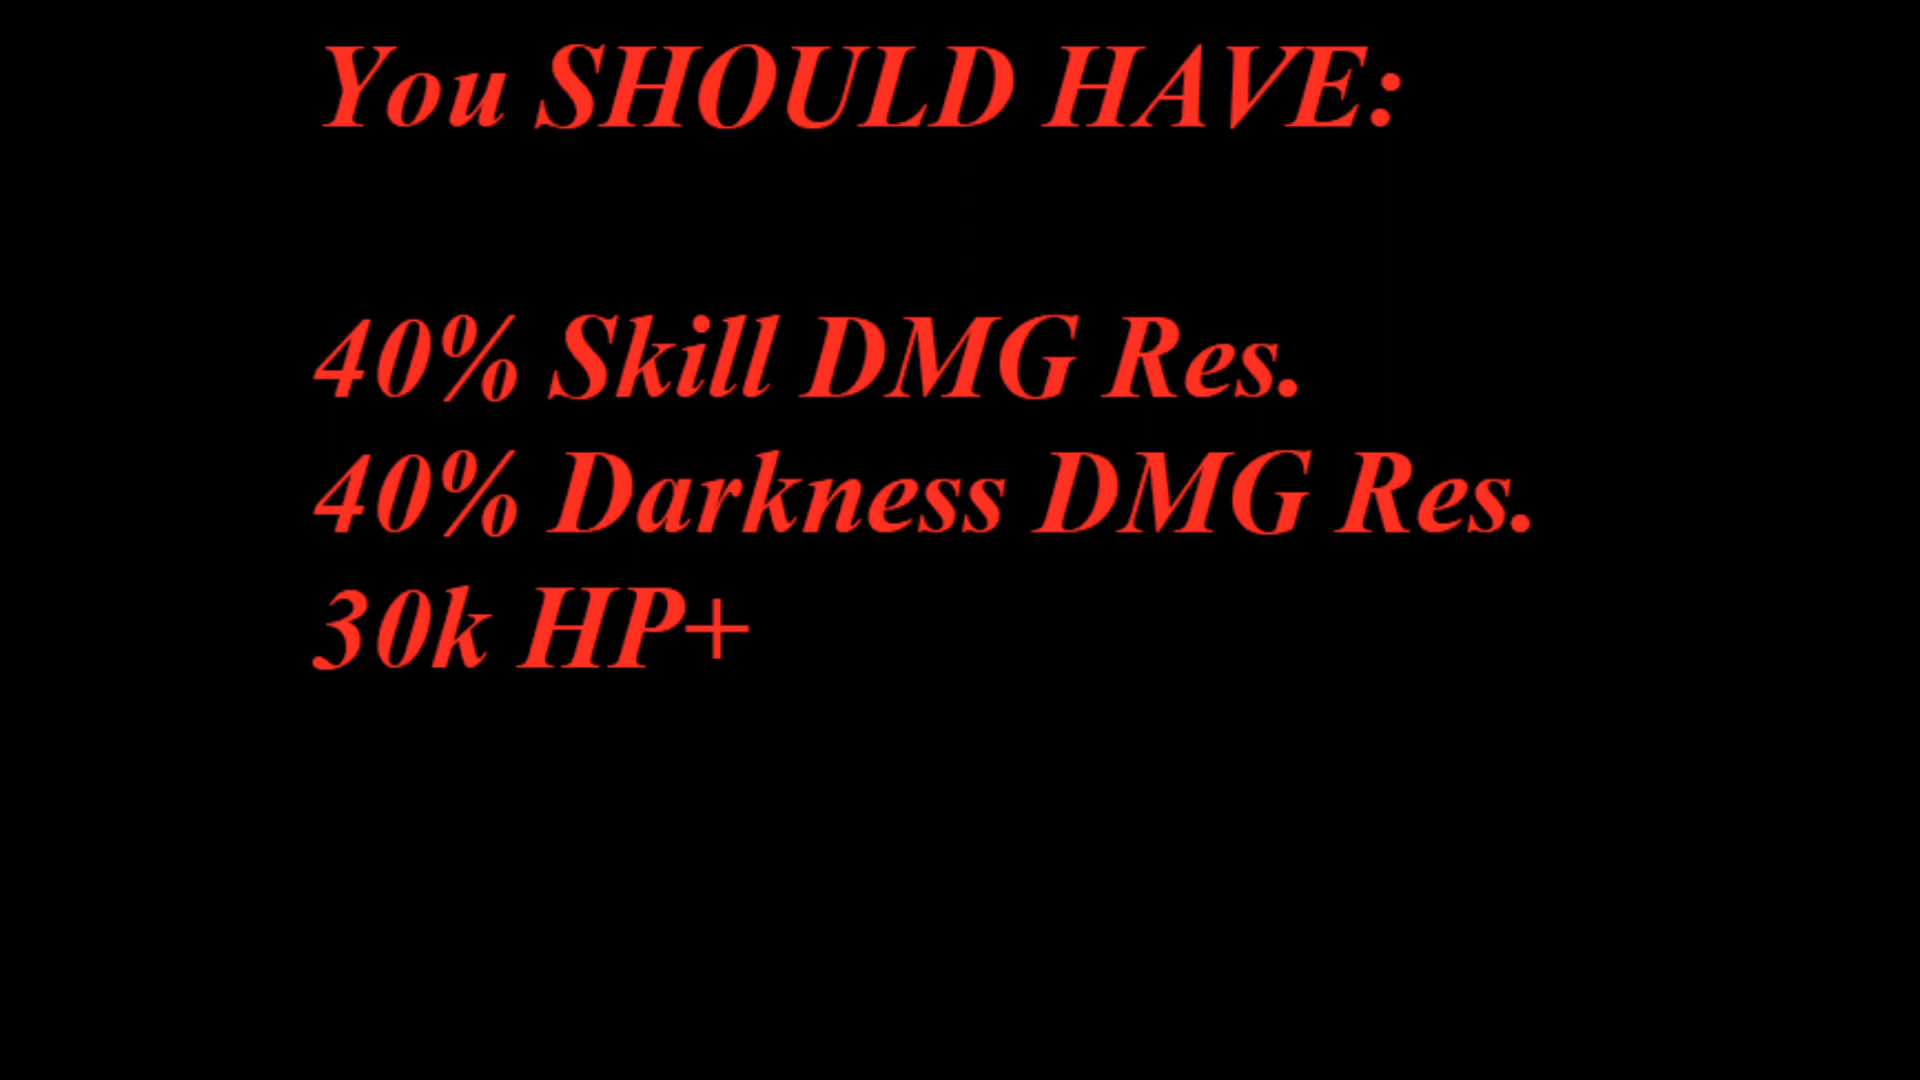 You SHOULD HAVE:
40% Skill DMG Res.
40% Darkness DMG Res.
30k HP+